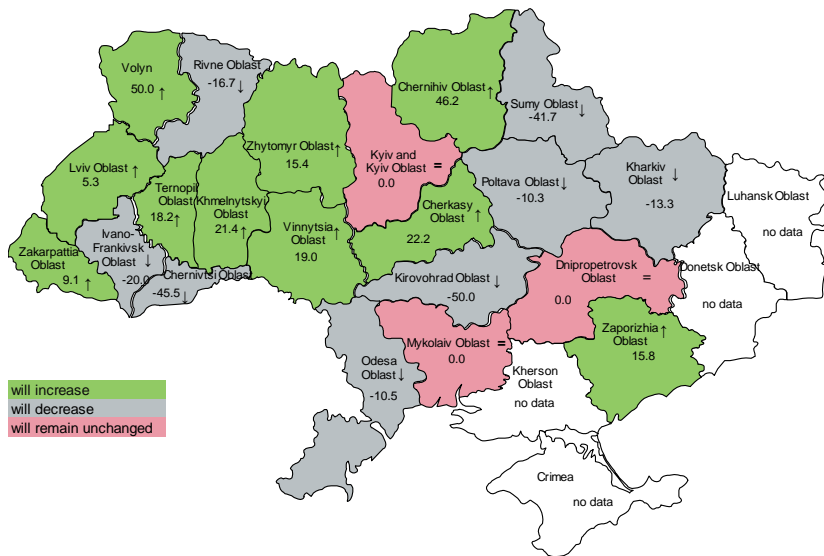 Volyn
50.0 ↑
Rivne Oblast
-16.7 ↓
Zhytomyr Oblast ↑
15.4
Kyiv and
Kyiv Oblast =
0.0
Chernihiv Oblast ↑
46.2
Sumy Oblast ↓
-41.7
Lviv Oblast ↑
5.3
Ternopil
Oblast
18.2 ↑
Khmelnytskyi
Oblast
21.4 ↑
Vinnytsia
Oblast ↑
19.0
Cherkasy
Oblast ↑
22.2
Poltava Oblast ↓
-10.3
Kharkiv
Oblast ↓
-13.3
Luhansk Oblast
no data
Zakarpattia
Oblast
9.1 ↑
Ivano-
Frankivsk
Oblast ↓
-20.0
Chernivtsi Oblast
-45.5 ↓
Kirovohrad Oblast ↓
-50.0
Dnipropetrovsk
Oblast =
0.0
Donetsk Oblast
no data
Odesa
Oblast ↓
-10.5
Mykolaiv Oblast =
0.0
Kherson
Oblast
no data
Zaporizhia
Oblast ↑
15.8
Crimea
no data
will increase
will decrease
will remain unchanged